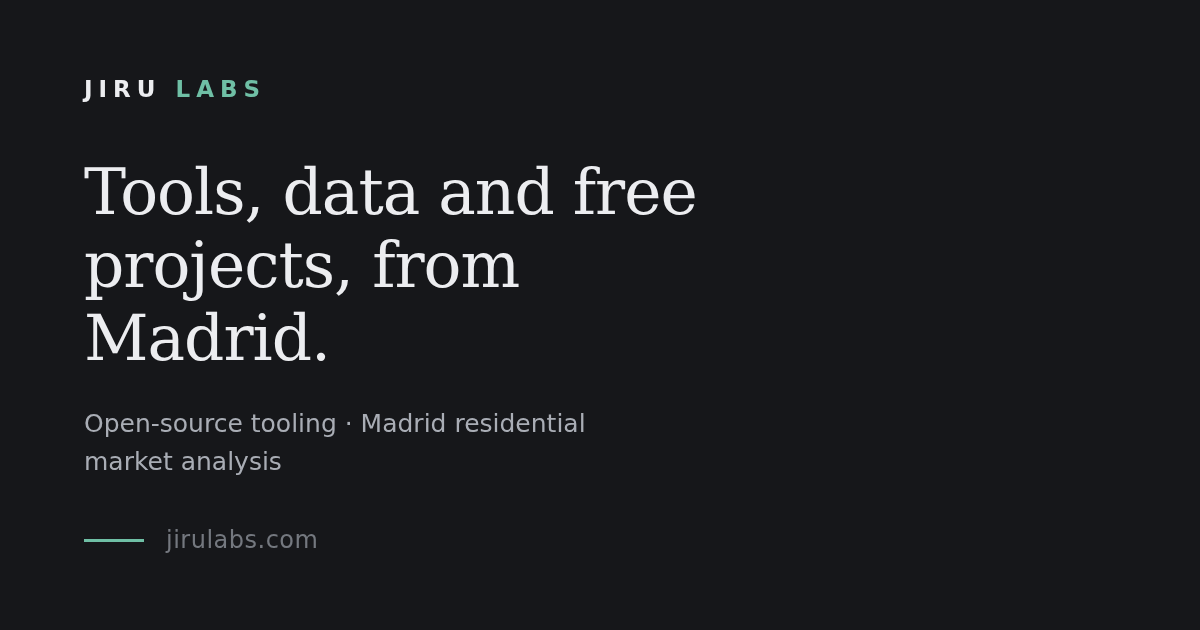 JIRU LABS
Tools, data and free
projects, from
Madrid.
Open-source tooling · Madrid residential
market analysis
jirulabs.com